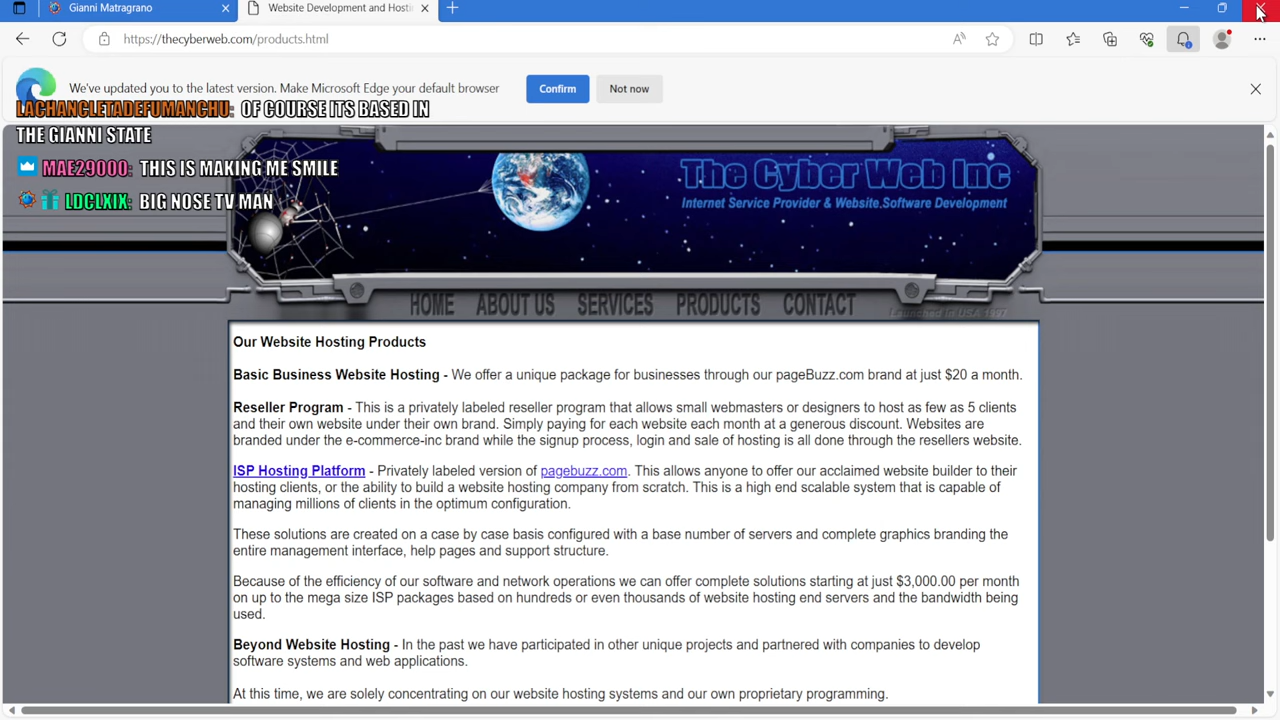 Gianni Matragrano
Website Development and Hostin
https://thecyberweb.com/products.html
We've updated you to the latest version. Make Microsoft Edge your default browser
Confirm
Not now
LACHANCLETADEFUMANCHU: OF COURSE ITS BASED IN
THE GIANNI STATE
MAE29000: THIS IS MAKING ME SMILE
LDCLXIX: BIG NOSE TV MAN
The Cyber Web Inc
Internet Service Provider & Website,Software Development
HOME ABOUT US SERVICES PRODUCTS CONTACT
Launched in USA 1997
Our Website Hosting Products
Basic Business Website Hosting - We offer a unique package for businesses through our pageBuzz.com brand at just $20 a month.
Reseller Program - This is a privately labeled reseller program that allows small webmasters or designers to host as few as 5 clients
and their own website under their own brand. Simply paying for each website each month at a generous discount. Websites are
branded under the e-commerce-inc brand while the signup process, login and sale of hosting is all done through the resellers website.
ISP Hosting Platform - Privately labeled version of pagebuzz.com. This allows anyone to offer our acclaimed website builder to their
hosting clients, or the ability to build a website hosting company from scratch. This is a high end scalable system that is capable of
managing millions of clients in the optimum configuration.
These solutions are created on a case by case basis configured with a base number of servers and complete graphics branding the
entire management interface, help pages and support structure.
Because of the efficiency of our software and network operations we can offer complete solutions starting at just $3,000.00 per month
on up to the mega size ISP packages based on hundreds or even thousands of website hosting end servers and the bandwidth being
used.
Beyond Website Hosting - In the past we have participated in other unique projects and partnered with companies to develop
software systems and web applications.
At this time, we are solely concentrating on our website hosting systems and our own proprietary programming.